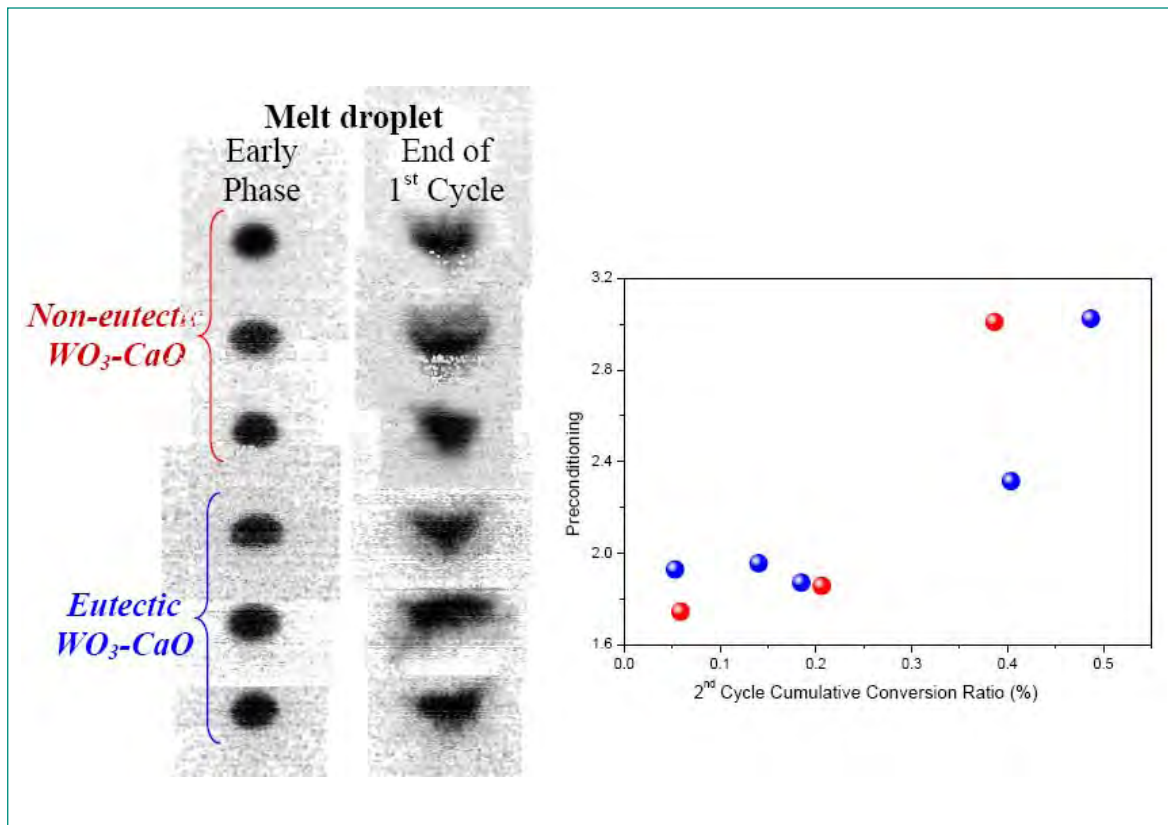 Melt droplet
Early
Phase
End of
1st Cycle
Non-eutectic
WO3-CaO
Eutectic
WO3-CaO
3.2
2.8
2.4
2.0
1.6
Preconditioning
0.0 0.1 0.2 0.3 0.4 0.5
2nd Cycle Cumulative Conversion Ratio (%)